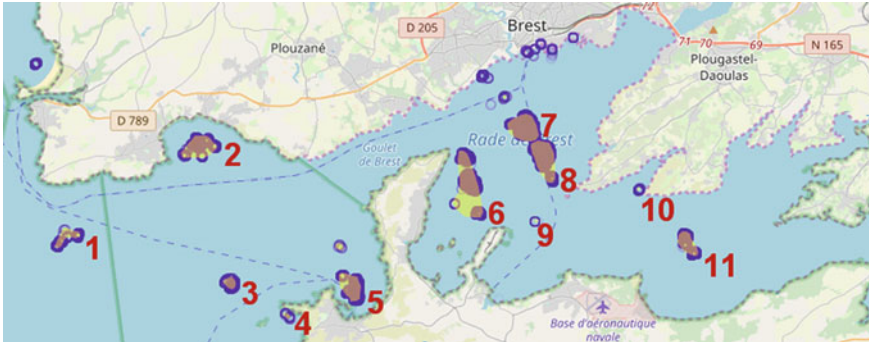 72
D 205
Brest
Plouzané
71
70
69
N 165
Plougastel-
Daoulas
D 789
2
7
Rade de Brest
Goulet
de Brest
8
6
10
9
1
11
3
5
4
Base d'aéronautique
navale